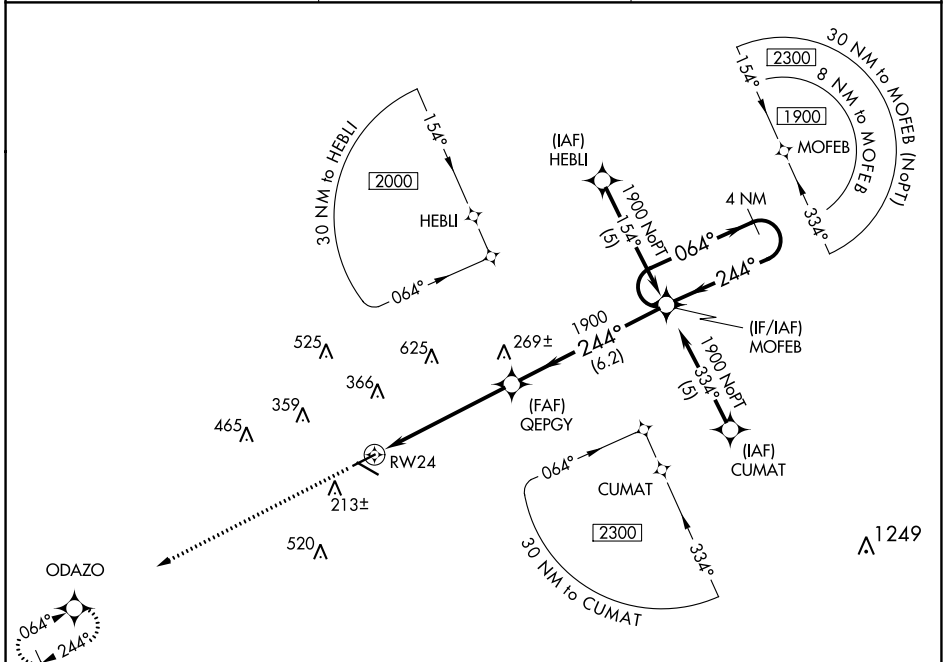 30 NM to MOFEB (NoPT)
2300
8 NM to MOFEB
154°
1900
MOFEB
334°
30 NM to HEBLI
154°
2000
HEBLI
064°
(IAF)
HEBLI
1900 NoPT
154°
(5)
4 NM
064°
244°
(IF/IAF)
MOFEB
1900
244°
(6.2)
1900 NoPT
334°
(5)
(IAF)
CUMAT
525
625
269±
366
359
465
(FAF)
QEPGY
RW24
213±
520
064°
CUMAT
2300
334°
30 NM to CUMAT
1249
ODAZO
064°
244°